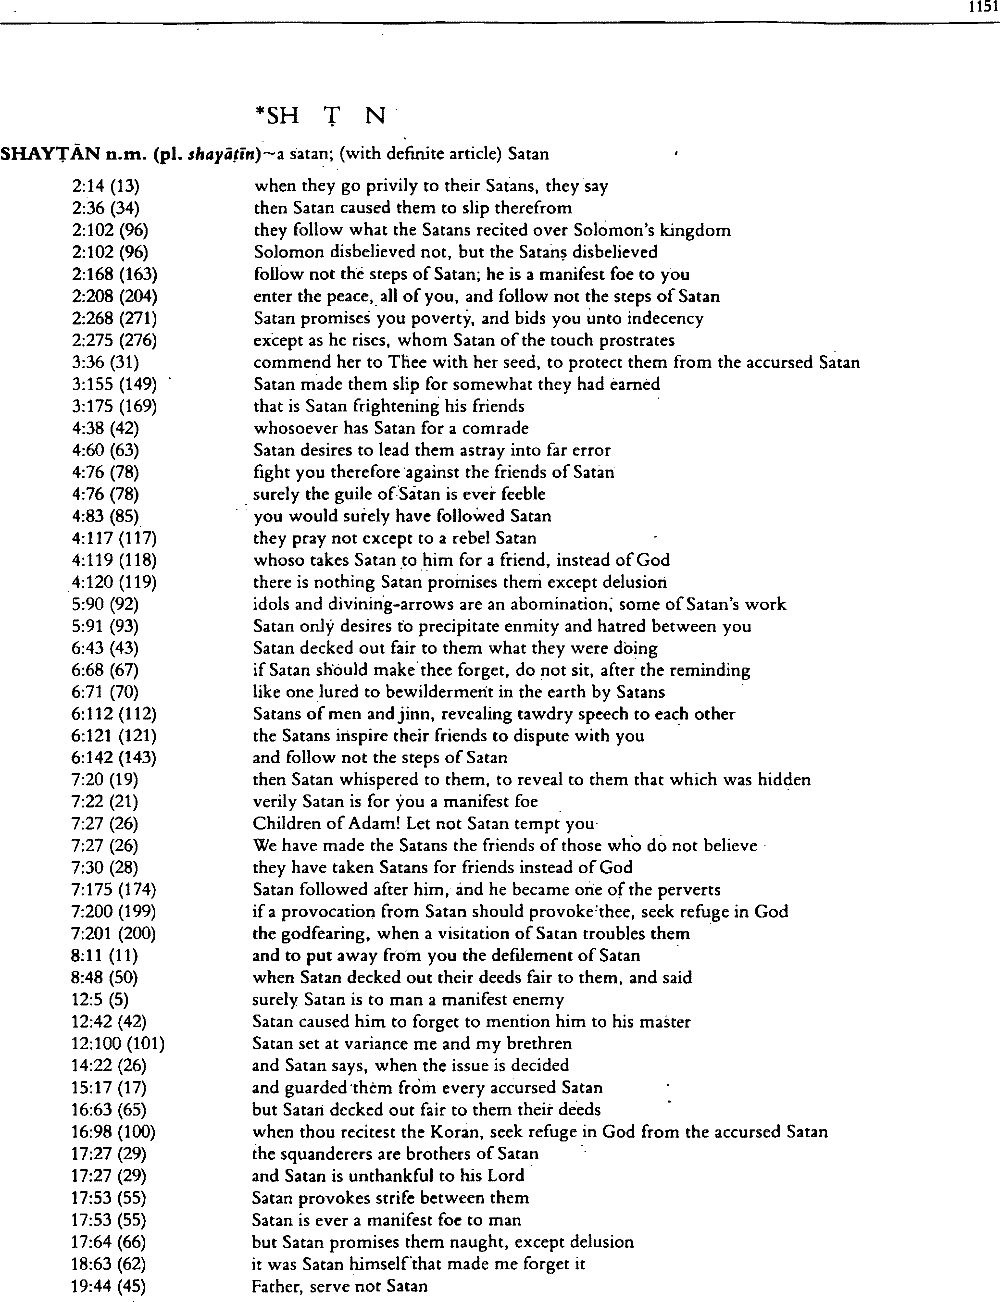 1151
*SH Ṭ N
SHAYṬĀN n.m. (pl. shayāṭīn)~a satan; (with definite article) Satan
2:14 (13) when they go privily to their Satans, they say
2:36 (34) then Satan caused them to slip therefrom
2:102 (96) they follow what the Satans recited over Solomon's kingdom
2:102 (96) Solomon disbelieved not, but the Satans disbelieved
2:168 (163) follow not the steps of Satan; he is a manifest foe to you
2:208 (204) enter the peace, all of you, and follow not the steps of Satan
2:268 (271) Satan promises you poverty, and bids you unto indecency
2:275 (276) except as he rises, whom Satan of the touch prostrates
3:36 (31) commend her to Thee with her seed, to protect them from the accursed Satan
3:155 (149) Satan made them slip for somewhat they had earned
3:175 (169) that is Satan frightening his friends
4:38 (42) whosoever has Satan for a comrade
4:60 (63) Satan desires to lead them astray into far error
4:76 (78) fight you therefore against the friends of Satan
4:76 (78) surely the guile of Satan is ever feeble
4:83 (85) you would surely have followed Satan
4:117 (117) they pray not except to a rebel Satan
4:119 (118) whoso takes Satan to him for a friend, instead of God
4:120 (119) there is nothing Satan promises them except delusion
5:90 (92) idols and divining-arrows are an abomination, some of Satan's work
5:91 (93) Satan only desires to precipitate enmity and hatred between you
6:43 (43) Satan decked out fair to them what they were doing
6:68 (67) if Satan should make thee forget, do not sit, after the reminding
6:71 (70) like one lured to bewilderment in the earth by Satans
6:112 (112) Satans of men and jinn, revealing tawdry speech to each other
6:121 (121) the Satans inspire their friends to dispute with you
6:142 (143) and follow not the steps of Satan
7:20 (19) then Satan whispered to them, to reveal to them that which was hidden
7:22 (21) verily Satan is for you a manifest foe
7:27 (26) Children of Adam! Let not Satan tempt you
7:27 (26) We have made the Satans the friends of those who do not believe
7:30 (28) they have taken Satans for friends instead of God
7:175 (174) Satan followed after him, and he became one of the perverts
7:200 (199) if a provocation from Satan should provoke thee, seek refuge in God
7:201 (200) the godfearing, when a visitation of Satan troubles them
8:11 (11) and to put away from you the defilement of Satan
8:48 (50) when Satan decked out their deeds fair to them, and said
12:5 (5) surely Satan is to man a manifest enemy
12:42 (42) Satan caused him to forget to mention him to his master
12:100 (101) Satan set at variance me and my brethren
14:22 (26) and Satan says, when the issue is decided
15:17 (17) and guarded them from every accursed Satan
16:63 (65) but Satan decked out fair to them their deeds
16:98 (100) when thou recitest the Koran, seek refuge in God from the accursed Satan
17:27 (29) the squanderers are brothers of Satan
17:27 (29) and Satan is unthankful to his Lord
17:53 (55) Satan provokes strife between them
17:53 (55) Satan is ever a manifest foe to man
17:64 (66) but Satan promises them naught, except delusion
18:63 (62) it was Satan himself that made me forget it
19:44 (45) Father, serve not Satan